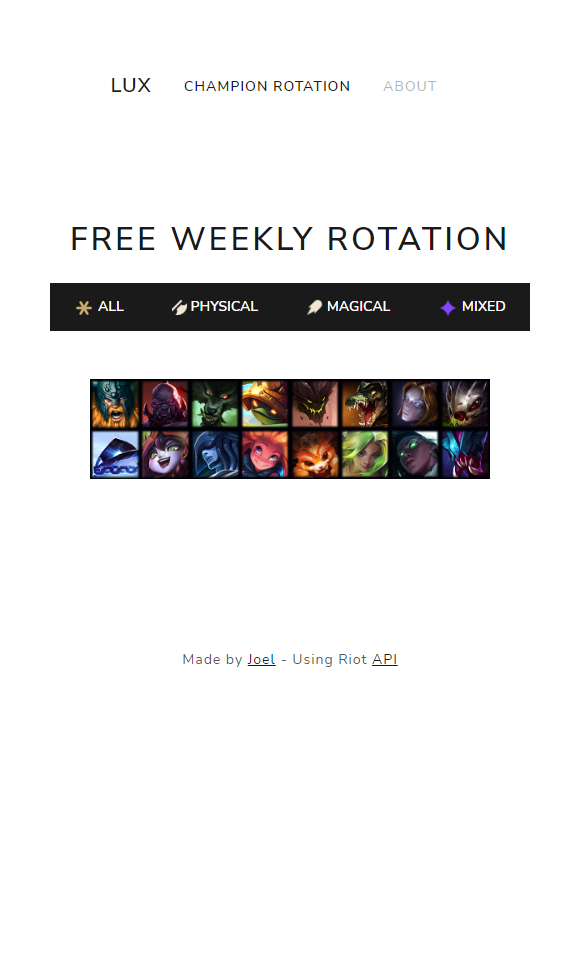 LUX CHAMPION ROTATION ABOUT
FREE WEEKLY ROTATION
ALL PHYSICAL MAGICAL MIXED
Made by Joel - Using Riot API